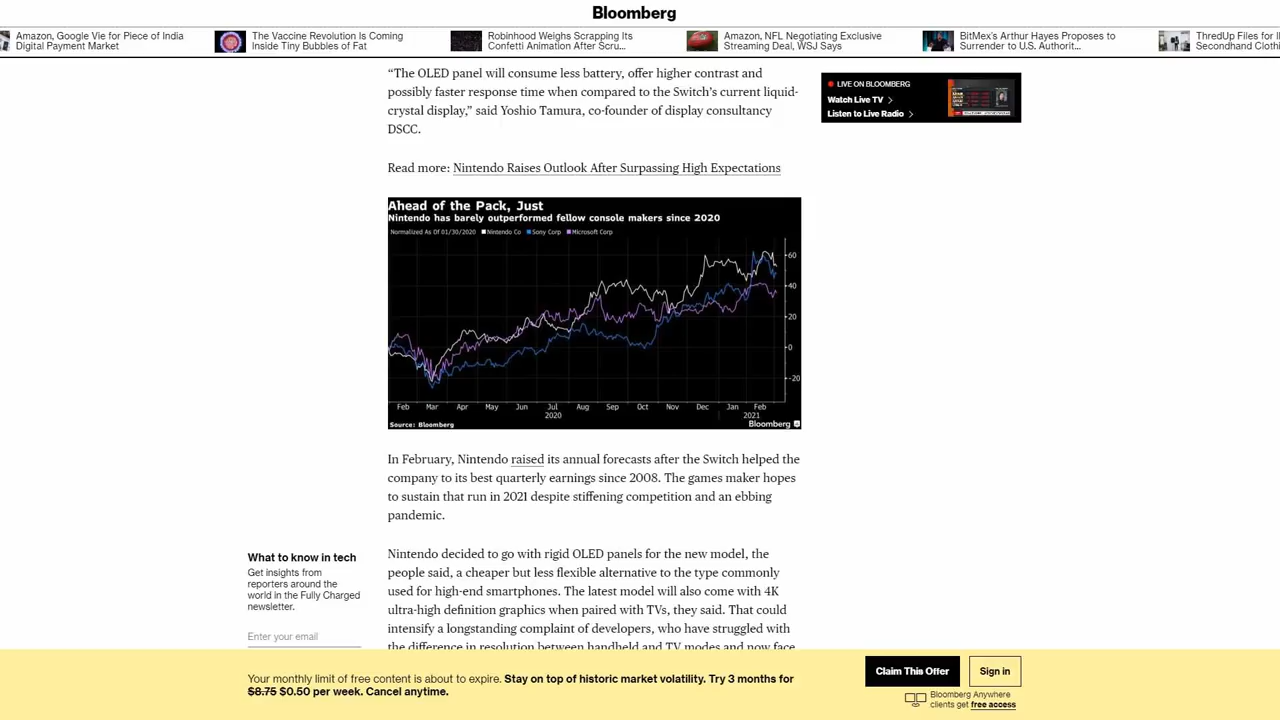 Bloomberg
Amazon, Google Vie for Piece of India
Digital Payment Market
The Vaccine Revolution Is Coming
Inside Tiny Bubbles of Fat
Robinhood Weighs Scrapping Its
Confetti Animation After Scru...
Amazon, NFL Negotiating Exclusive
Streaming Deal, WSJ Says
BitMex's Arthur Hayes Proposes to
Surrender to U.S. Authorit...
ThredUp Files for I
Secondhand Cloth
“The OLED panel will consume less battery, offer higher contrast and
possibly faster response time when compared to the Switch’s current liquid-
crystal display,” said Yoshio Tamura, co-founder of display consultancy
DSCC.
LIVE ON BLOOMBERG
Watch Live TV >
Listen to Live Radio >
Read more: Nintendo Raises Outlook After Surpassing High Expectations
Ahead of the Pack, Just
Nintendo has barely outperformed fellow console makers since 2020
Normalized As Of 01/30/2020 Nintendo Co Sony Corp Microsoft Corp
60
40
20
0
-20
Feb Mar Apr May Jun Jul Aug Sep Oct Nov Dec Jan Feb
2020 2021
Source: Bloomberg Bloomberg
In February, Nintendo raised its annual forecasts after the Switch helped the
company to its best quarterly earnings since 2008. The games maker hopes
to sustain that run in 2021 despite stiffening competition and an ebbing
pandemic.
What to know in tech
Get insights from
reporters around the
world in the Fully Charged
newsletter.
Enter your email
Nintendo decided to go with rigid OLED panels for the new model, the
people said, a cheaper but less flexible alternative to the type commonly
used for high-end smartphones. The latest model will also come with 4K
ultra-high definition graphics when paired with TVs, they said. That could
intensify a longstanding complaint of developers, who have struggled with
the difference in resolution between handheld and TV modes and now face
Your monthly limit of free content is about to expire. Stay on top of historic market volatility. Try 3 months for
$8.75 $0.50 per week. Cancel anytime.
Claim This Offer
Sign in
Bloomberg Anywhere
clients get free access